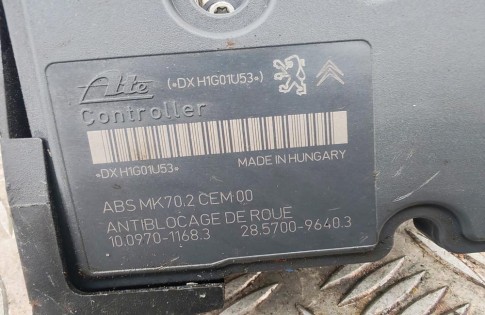 Ate (*DX H1G01U53*)
Controller
*DX H1G01U53*
MADE IN HUNGARY
ABS MK70.2 CEM 00
ANTIBLOCAGE DE ROUE
10.0970-1168.3 28.5700-9640.3